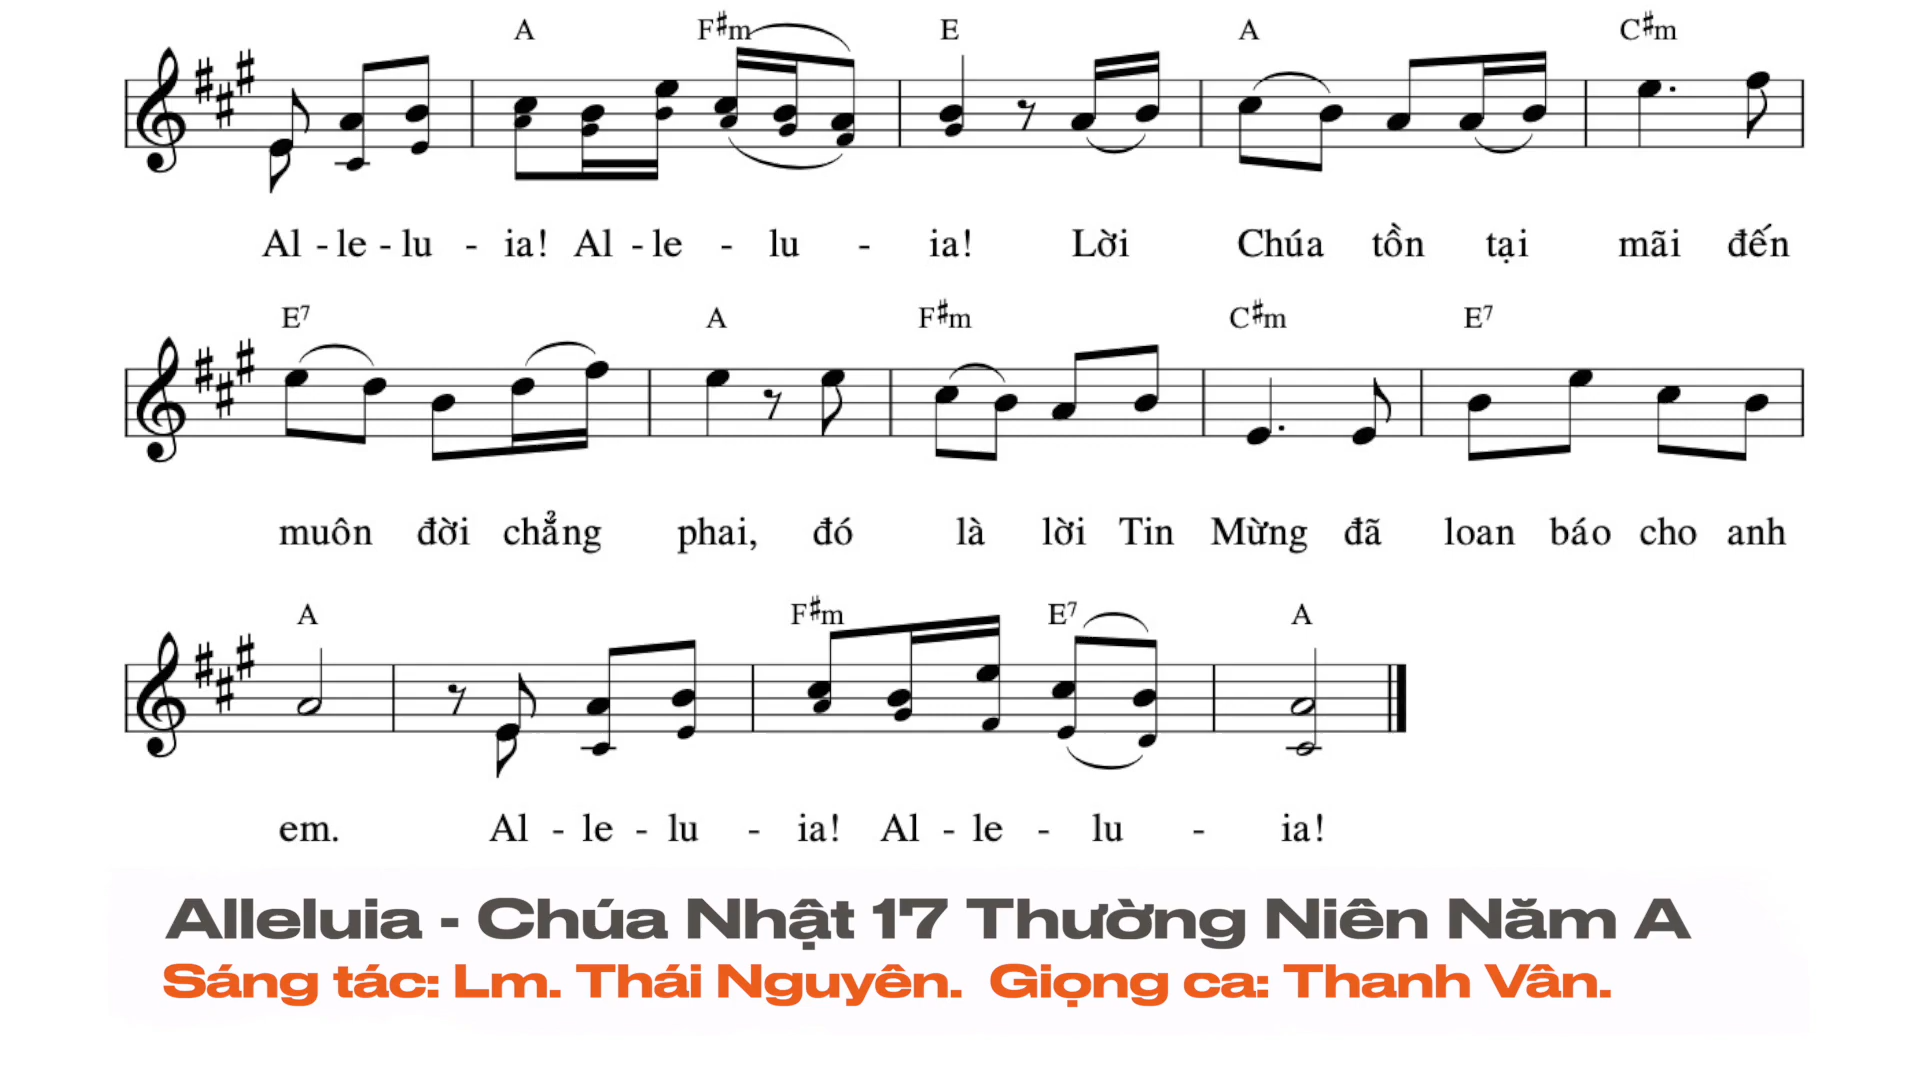 A F#m E A C#m
Al - le - lu - ia! Al - le - lu - ia! Lời Chúa tồn tại mãi đến
E7 A F#m C#m E7
muôn đời chẳng phai, đó là lời Tin Mừng đã loan báo cho anh
A F#m E7 A
em. Al - le - lu - ia! Al - le - lu - ia!
Alleluia - Chúa Nhật 17 Thường Niên Năm A
Sáng tác: Lm. Thái Nguyên. Giọng ca: Thanh Vân.